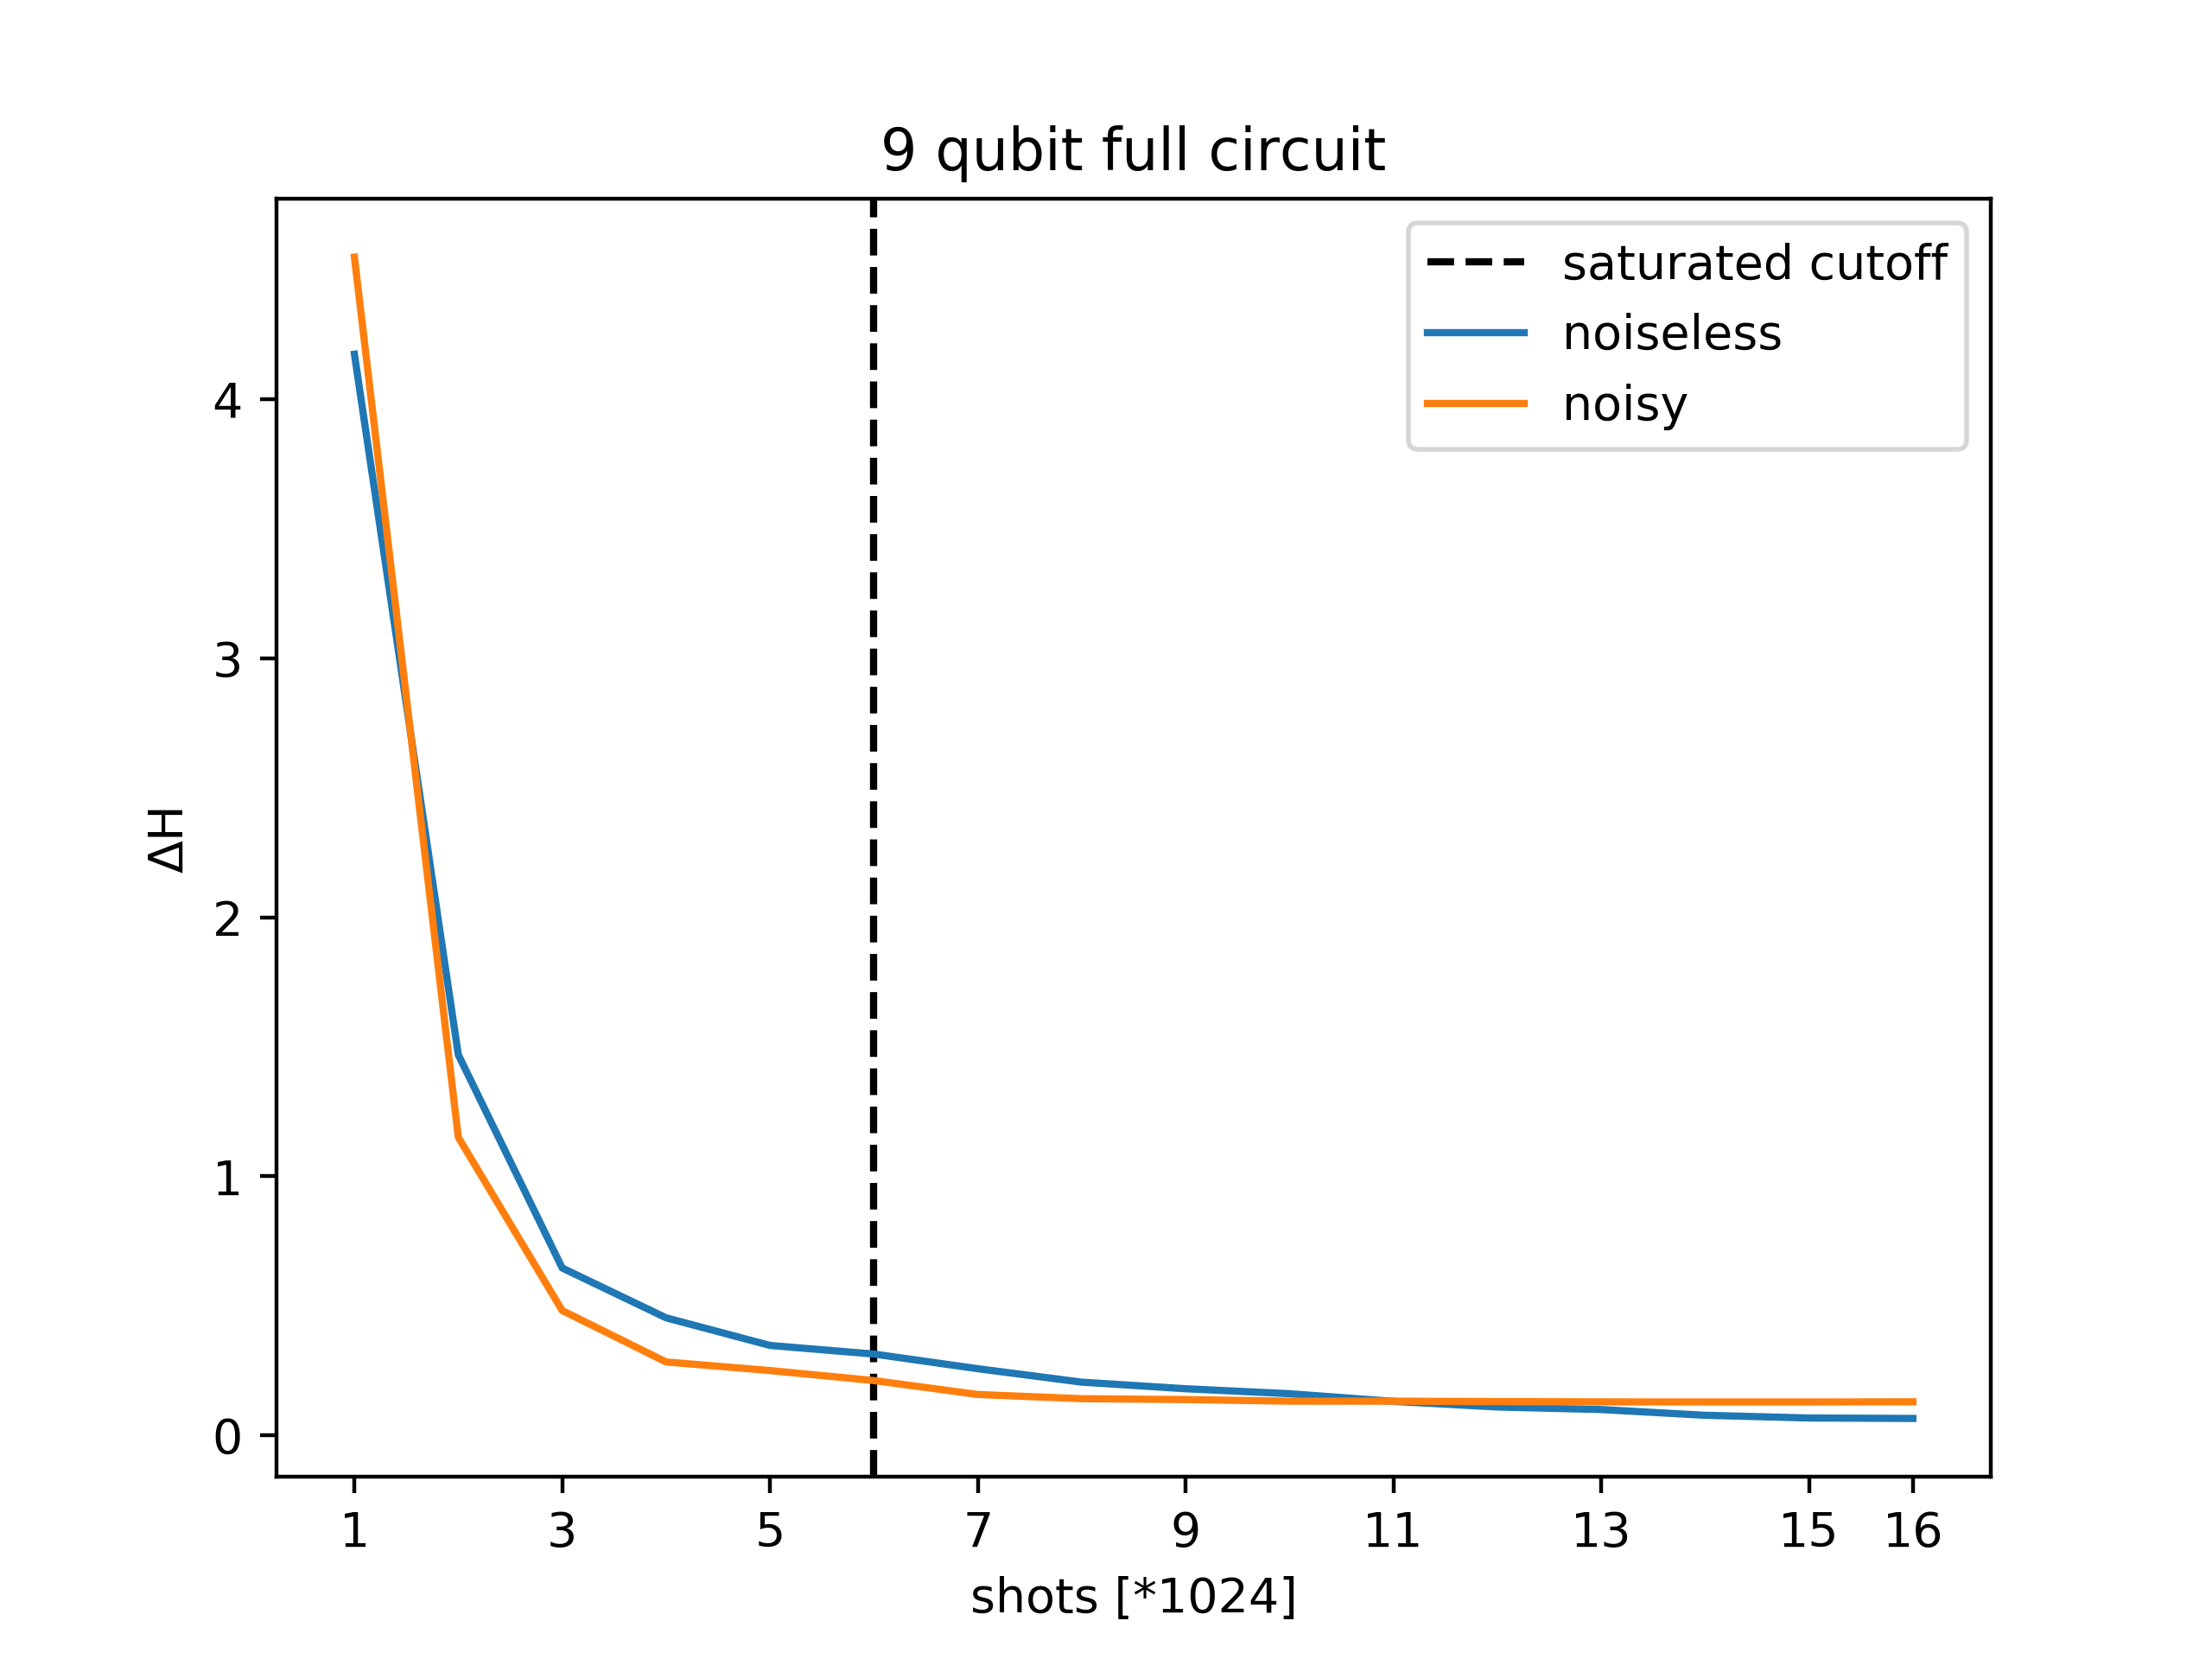 9 qubit full circuit
saturated cutoff
noiseless
noisy
4
3
2
1
0
ΔH
1 3 5 7 9 11 13 15 16
shots [*1024]